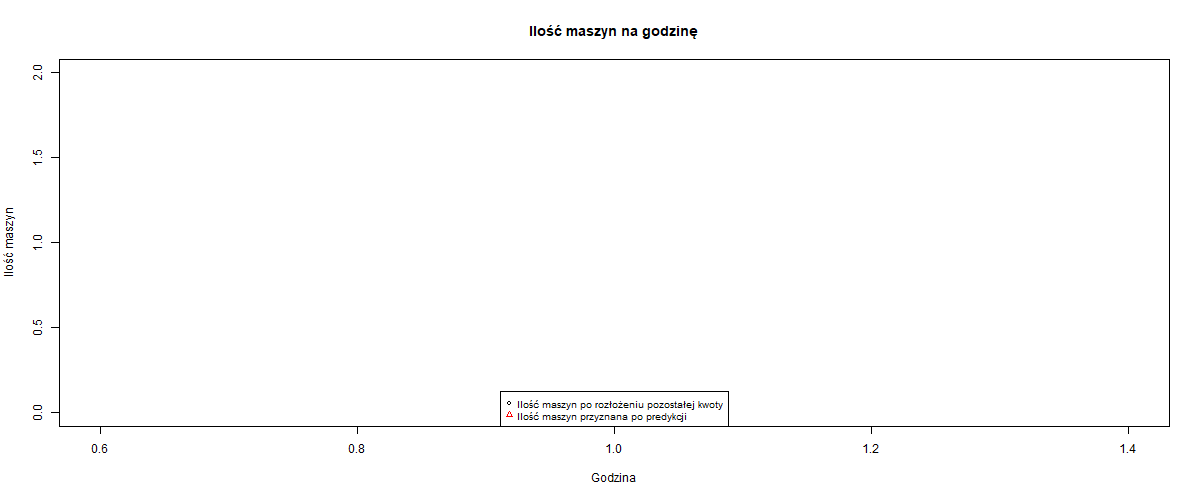 Ilość maszyn na godzinę
Ilość maszyn
2.0
1.5
1.0
0.5
0.0
Ilość maszyn po rozłożeniu pozostałej kwoty
Ilość maszyn przyznana po predykcji
0.6 0.8 1.0 1.2 1.4
Godzina